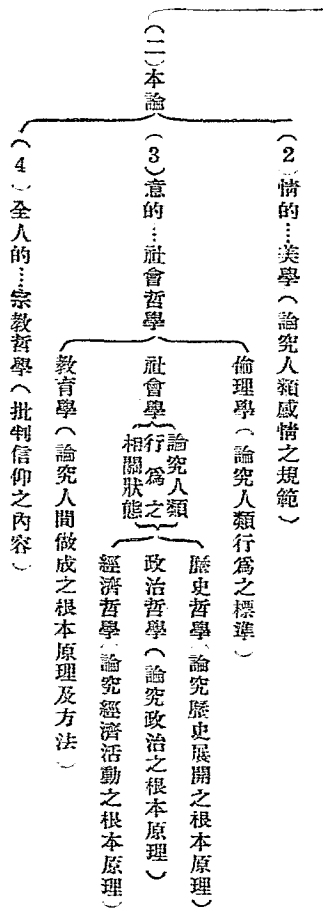 (2)情的…美學(論究人類感情之規範)
(二)本論
(3)意的…社會哲學
倫理學(論究人類行爲之標準)
社會學
論究人類
行爲之
相關狀態
歷史哲學(論究歷史展開之根本原理)
政治哲學(論究政治之根本原理)
經濟哲學(論究經濟活動之根本原理)
教育學(論究人間做成之根本原理及方法)
(4)全人的…宗教哲學(批判信仰之內容)